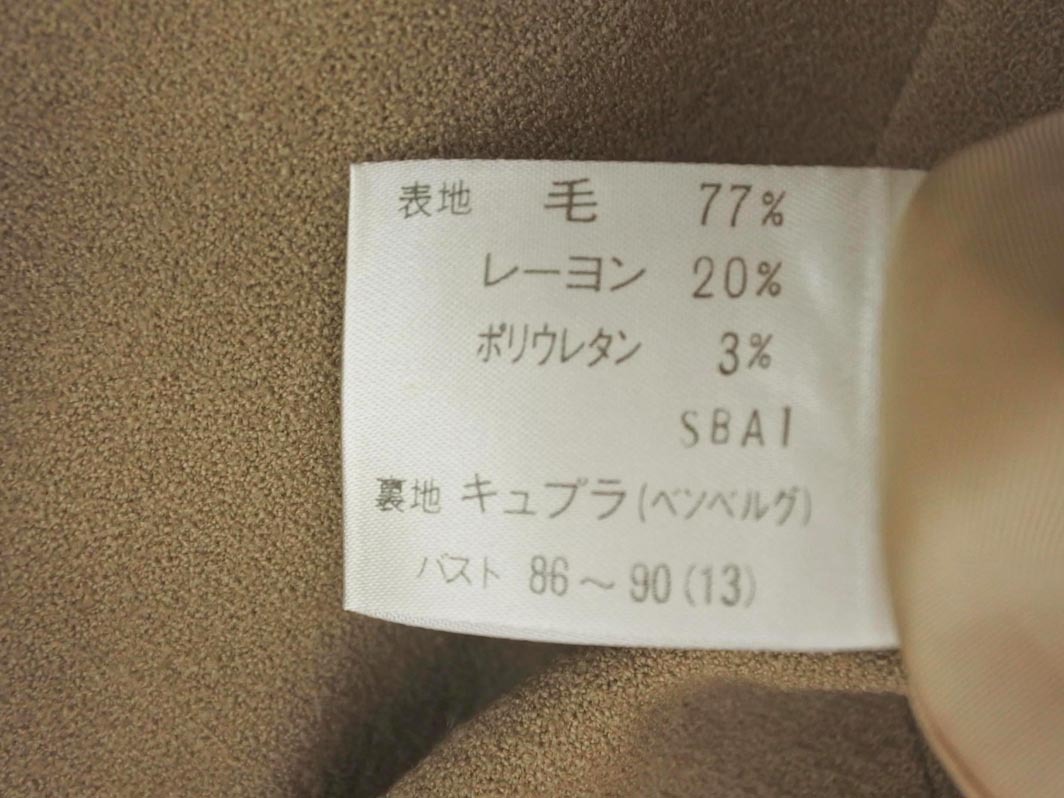 表地 毛 77%
レーヨン 20%
ポリウレタン 3%
SBA1
裏地 キュプラ(ベンベルグ)
バスト 86~90(13)